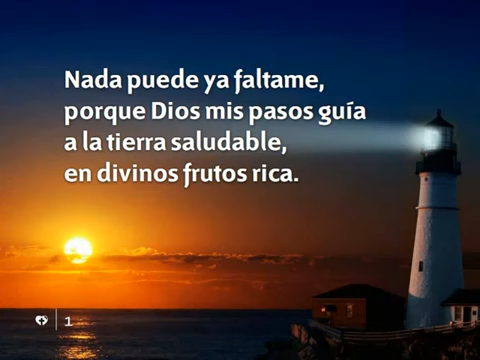 Nada puede ya faltame,
porque Dios mis pasos guía
a la tierra saludable,
en divinos frutos rica.
1